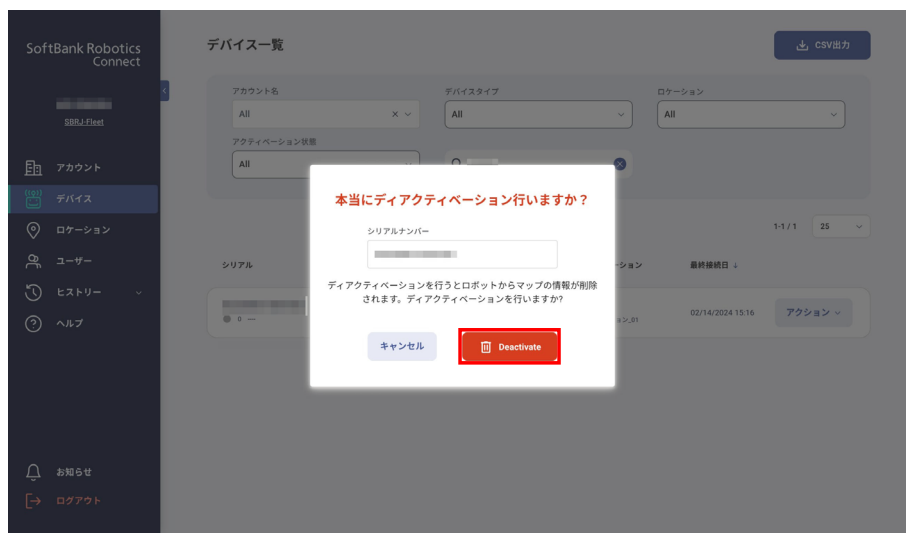 SoftBank Robotics
Connect
SBRJ-Fleet
アカウント
デバイス
ロケーション
ユーザー
ヒストリー
ヘルプ
お知らせ
ログアウト
デバイス一覧
CSV出力
アカウント名
All
デバイスタイプ
All
ロケーション
All
アクティベーション状態
All
1-1 / 1
25
シリアル
ーション
最終接続日 ↓
0 —
ョン_01
02/14/2024 15:16
アクション
本当にディアクティベーション行いますか？
シリアルナンバー
ディアクティベーションを行うとロボットからマップの情報が削除
されます。ディアクティベーションを行いますか?
キャンセル
Deactivate